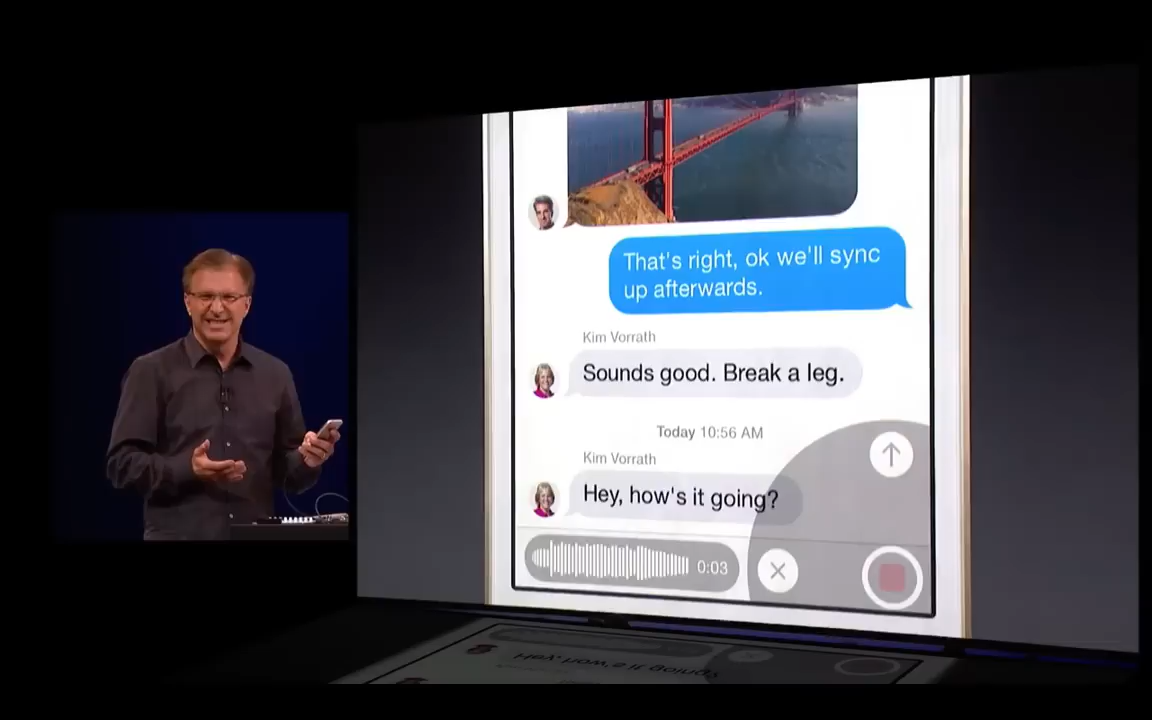 That's right, ok we'll sync
up afterwards.
Kim Vorrath
Sounds good. Break a leg.
Today 10:56 AM
Kim Vorrath
Hey, how's it going?
0:03